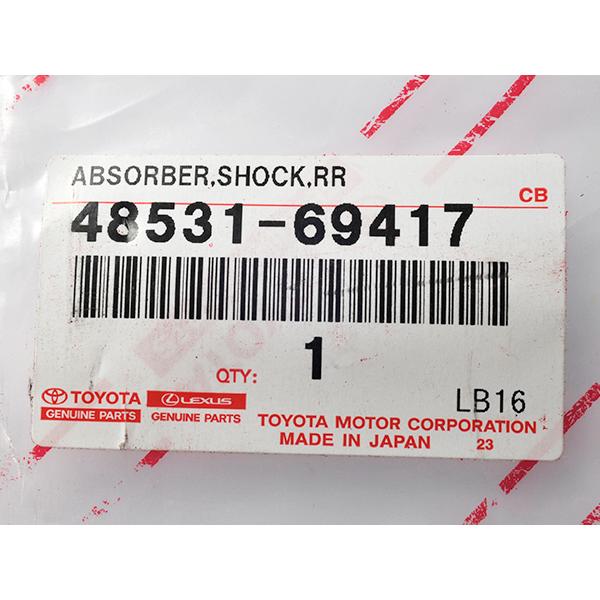 ABSORBER,SHOCK,RR
CB
48531-69417
QTY: 1
LB16
TOYOTA LEXUS
GENUINE PARTS GENUINE PARTS
TOYOTA MOTOR CORPORATION
MADE IN JAPAN 23